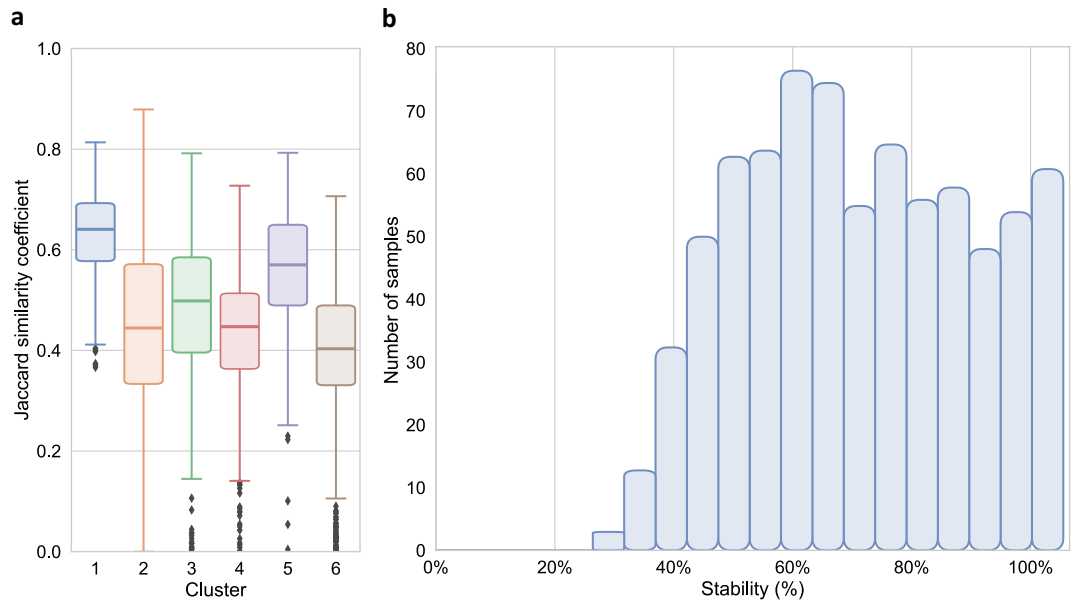 a
Jaccard similarity coefficient
1.0
0.8
0.6
0.4
0.2
0.0
1 2 3 4 5 6
Cluster
b
Number of samples
80
70
60
50
40
30
20
10
0
0% 20% 40% 60% 80% 100%
Stability (%)